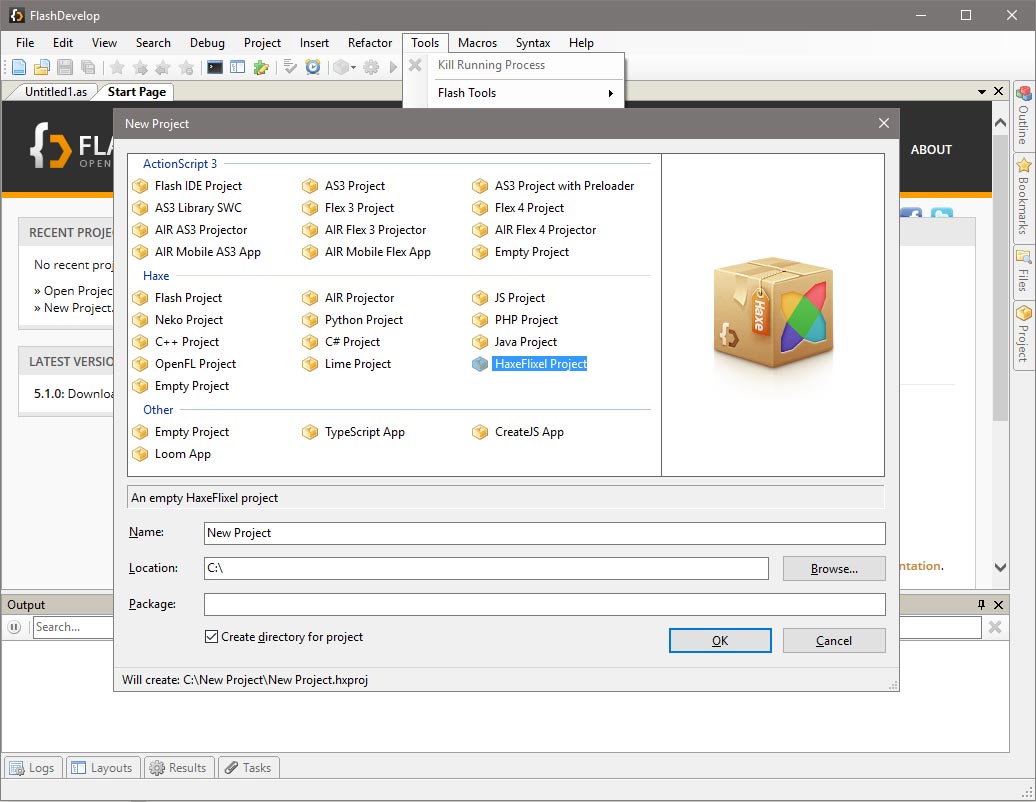 FlashDevelop
File Edit View Search Debug Project Insert Refactor Tools Macros Syntax Help
Kill Running Process
Flash Tools
Untitled1.as Start Page
FLA
OPEN
ABOUT
RECENT PROJE
No recent proj
» Open Project
» New Project.
LATEST VERSIO
5.1.0: Downloa
ntation.
New Project
ActionScript 3
Flash IDE Project AS3 Project AS3 Project with Preloader
AS3 Library SWC Flex 3 Project Flex 4 Project
AIR AS3 Projector AIR Flex 3 Projector AIR Flex 4 Projector
AIR Mobile AS3 App AIR Mobile Flex App Empty Project
Haxe
Flash Project AIR Projector JS Project
Neko Project Python Project PHP Project
C++ Project C# Project Java Project
OpenFL Project Lime Project HaxeFlixel Project
Empty Project
Other
Empty Project TypeScript App CreateJS App
Loom App
Haxe
An empty HaxeFlixel project
Name: New Project
Location: C:\ Browse...
Package:
Create directory for project OK Cancel
Will create: C:\New Project\New Project.hxproj
Outline
Bookmarks
Files
Project
Output
Search...
Logs Layouts Results Tasks